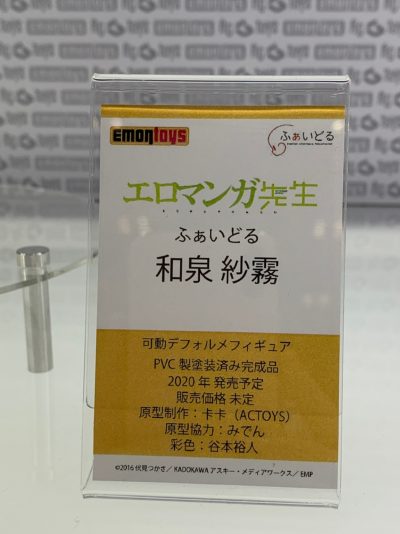 emontoys
ふぁいどる
エロマンガ先生
EROMANGA
ふぁいどる
和泉 紗霧
可動デフォルメフィギュア
PVC 製塗装済み完成品
2020 年 発売予定
販売価格 未定
原型制作：卡卡（ACTOYS）
原型協力：みでん
彩色：谷本裕人
©2016 伏見つかさ／ KADOKAWA アスキー・メディアワークス／ EMP